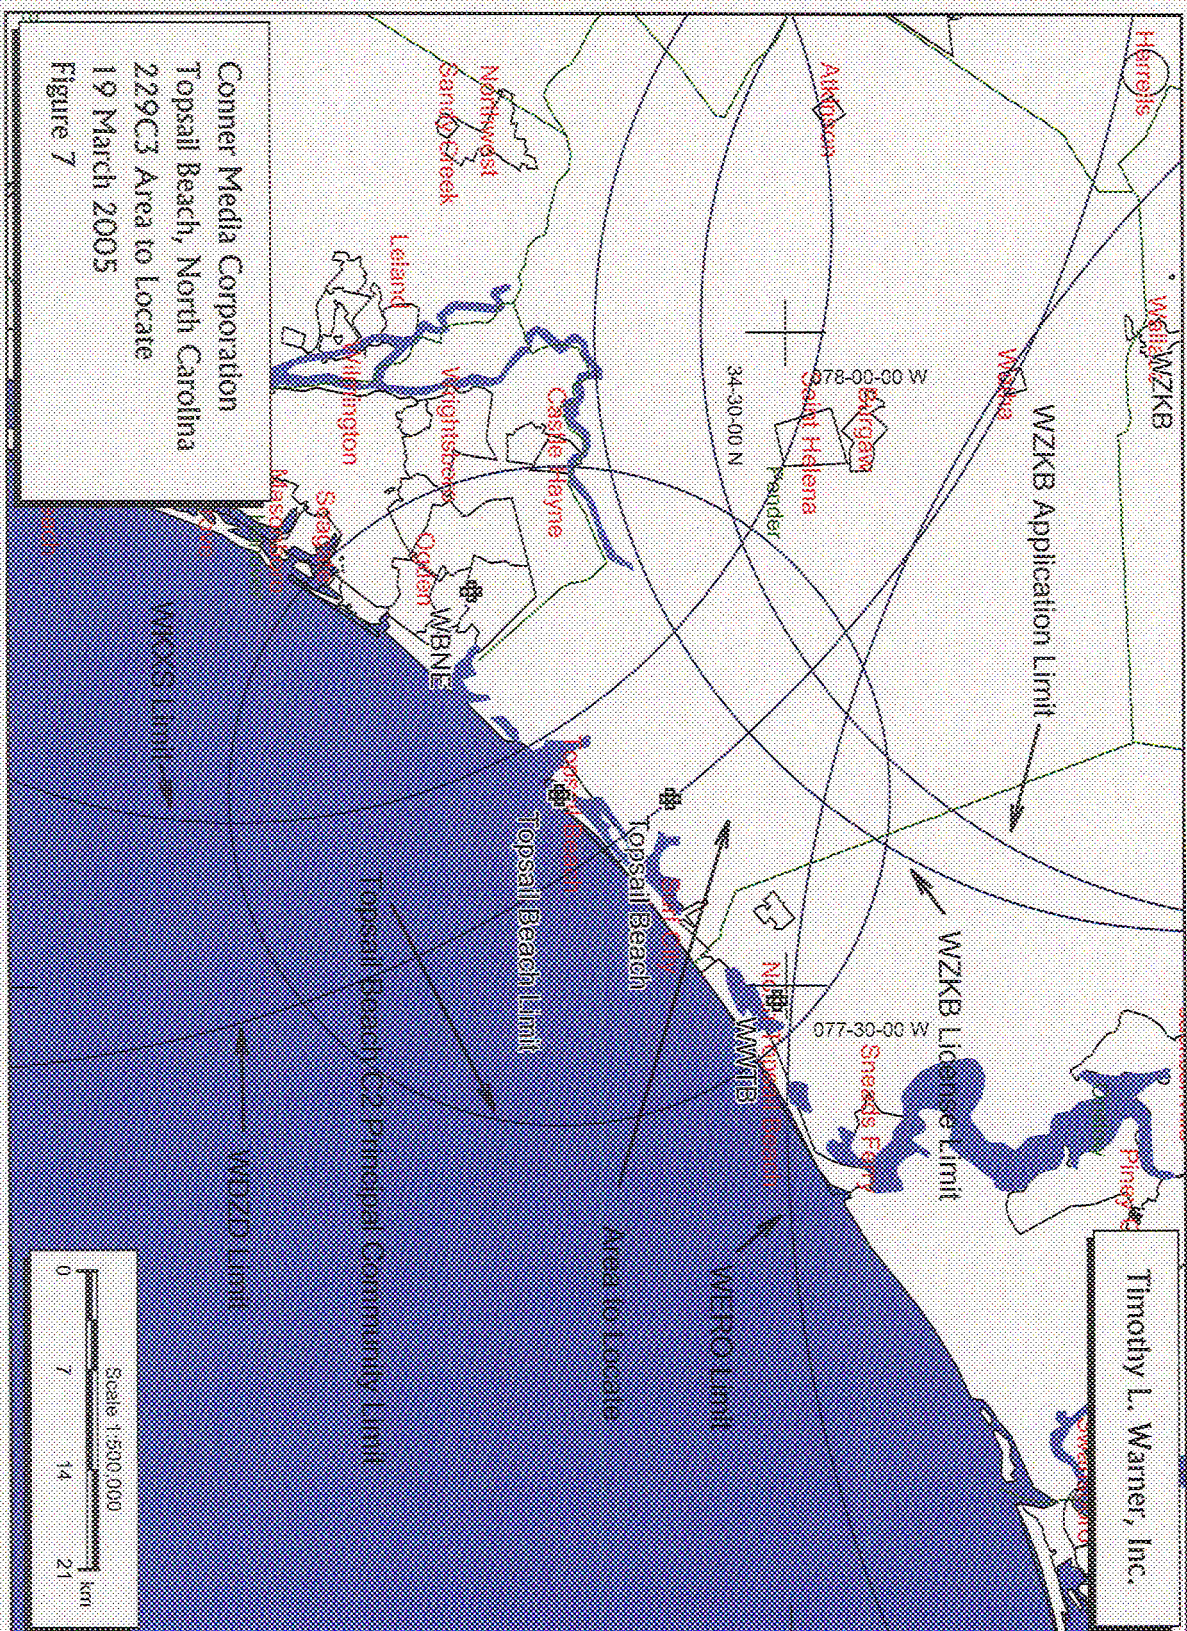 Harrells
Wallace
WZKB
Timothy L. Warner, Inc.
Atkinson
Watha
WZKB Application Limit
WZKB License Limit
078-00-00 W
Burgaw
Saint Helena
34-30-00 N
Pender
077-30-00 W
Sneads Ferry
Northwest
Sandy Creek
Castle Hayne
Leland
Wilmington
Wrightsboro
Ogden
WBNE
Topsail Beach
Topsail Beach Limit
WWTB
WERO Limit
Area to Locate
Topsail Beach C2 Principal Community Limit
WGZD Limit
Conner Media Corporation
Topsail Beach, North Carolina
229C3 Area to Locate
19 March 2005
Figure 7
Scale 1:500,000
0 7 14 21
km